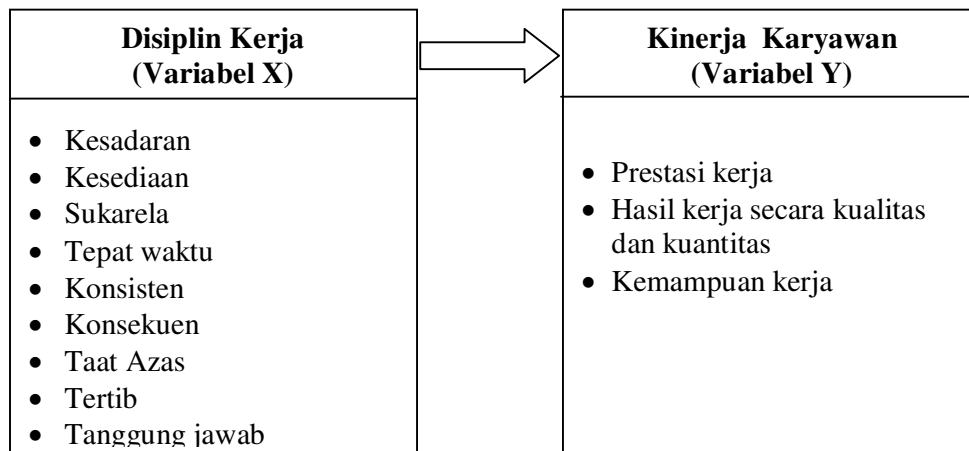 Disiplin Kerja
(Variabel X)
• Kesadaran
• Kesediaan
• Sukarela
• Tepat waktu
• Konsisten
• Konsekuen
• Taat Azas
• Tertib
• Tanggung jawab
Kinerja Karyawan
(Variabel Y)
• Prestasi kerja
• Hasil kerja secara kualitas
dan kuantitas
• Kemampuan kerja